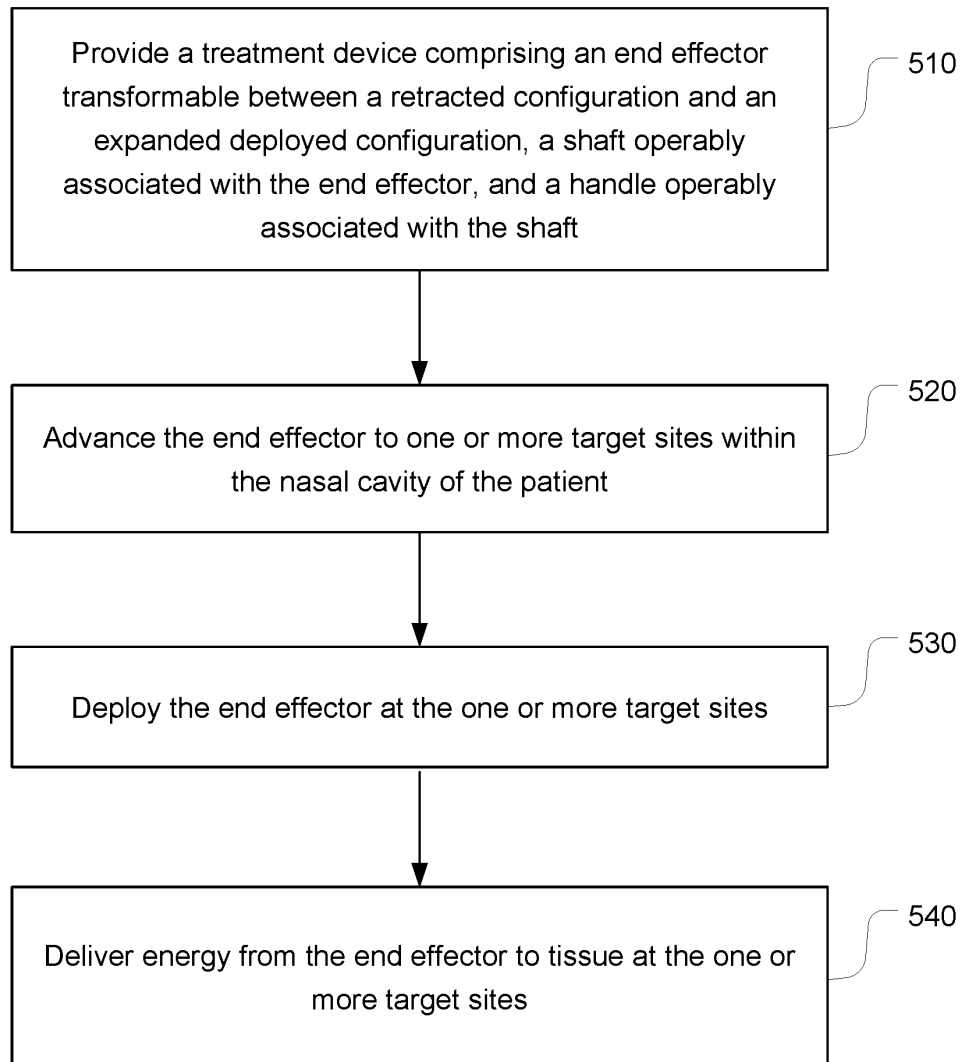 Provide a treatment device comprising an end effector
transformable between a retracted configuration and an
expanded deployed configuration, a shaft operably
associated with the end effector, and a handle operably
associated with the shaft
510
Advance the end effector to one or more target sites within
the nasal cavity of the patient
520
Deploy the end effector at the one or more target sites
530
Deliver energy from the end effector to tissue at the one or
more target sites
540